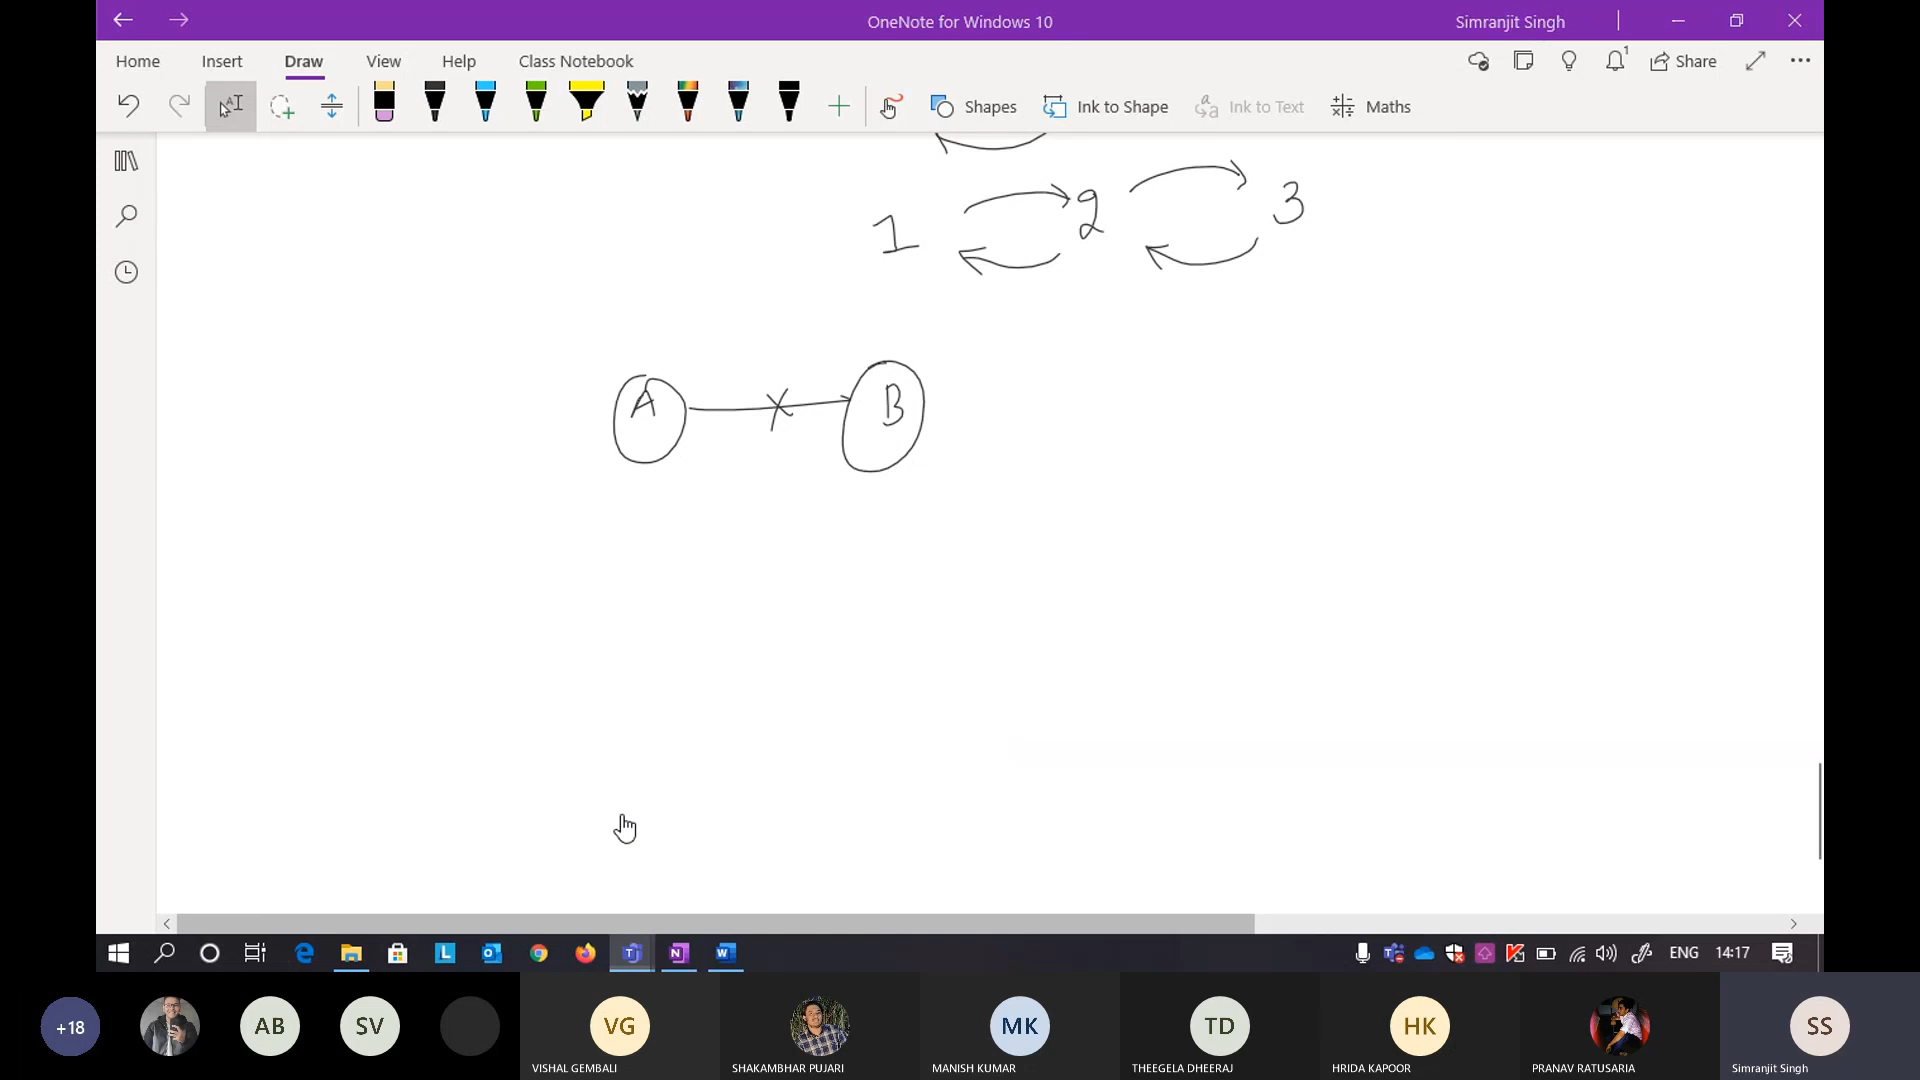 OneNote for Windows 10
Simranjit Singh
Home Insert Draw View Help Class Notebook
1 Share
Shapes Ink to Shape Ink to Text Maths
1 2 3
A X B
ENG 14:17
+18 AB SV VG MK TD HK SS
VISHAL GEMBALI SHAKAMBHAR PUJARI MANISH KUMAR THEEGELA DHEERAJ HRIDA KAPOOR PRANAV RATUSARIA Simranjit Singh